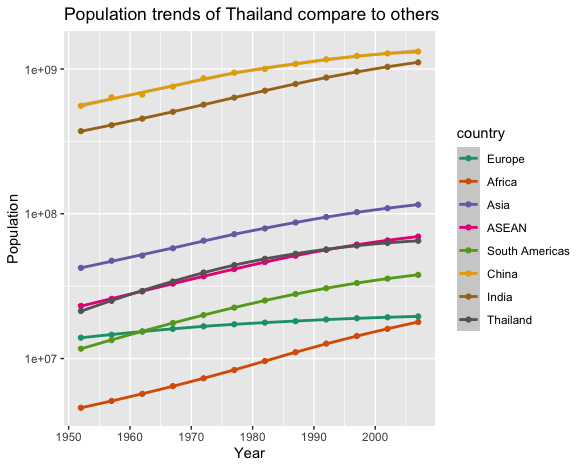 Population trends of Thailand compare to others
Population
1e+09
1e+08
1e+07
1950
1960
1970
1980
1990
2000
Year
country
Europe
Africa
Asia
ASEAN
South Americas
China
India
Thailand